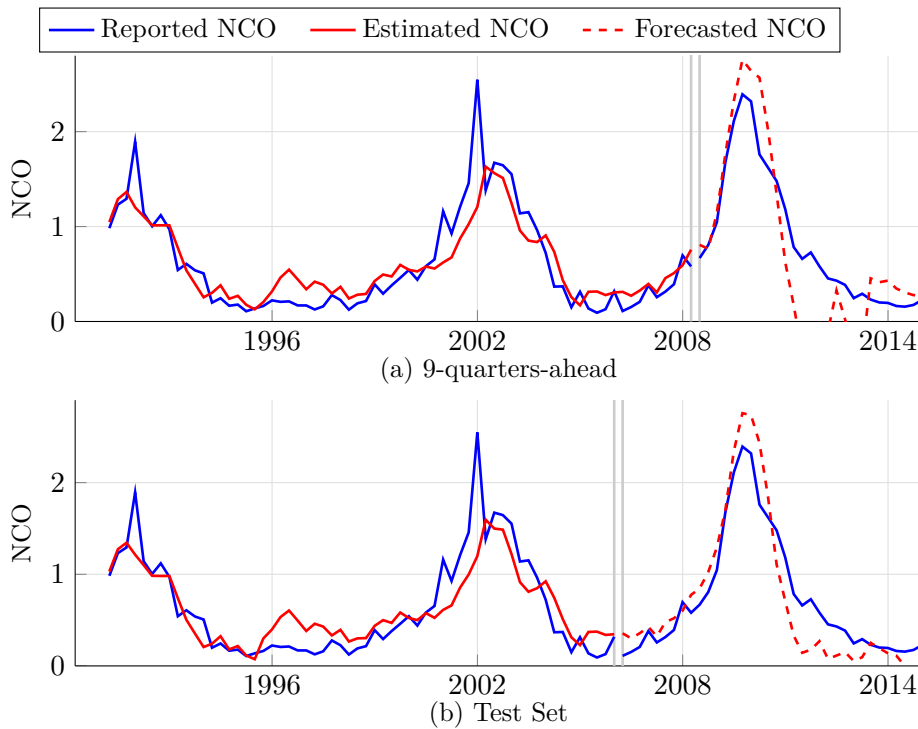 Reported NCO Estimated NCO Forecasted NCO
2
1
0
NCO
1996 2002 2008 2014
(a) 9-quarters-ahead
2
1
0
NCO
1996 2002 2008 2014
(b) Test Set